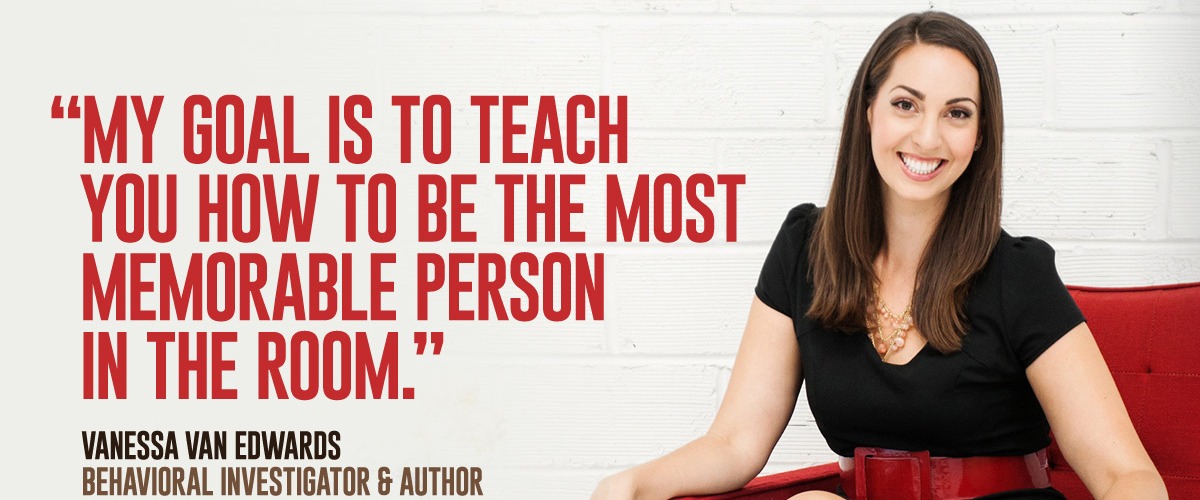 “MY GOAL IS TO TEACH
YOU HOW TO BE THE MOST
MEMORABLE PERSON
IN THE ROOM.”
VANESSA VAN EDWARDS
BEHAVIORAL INVESTIGATOR & AUTHOR